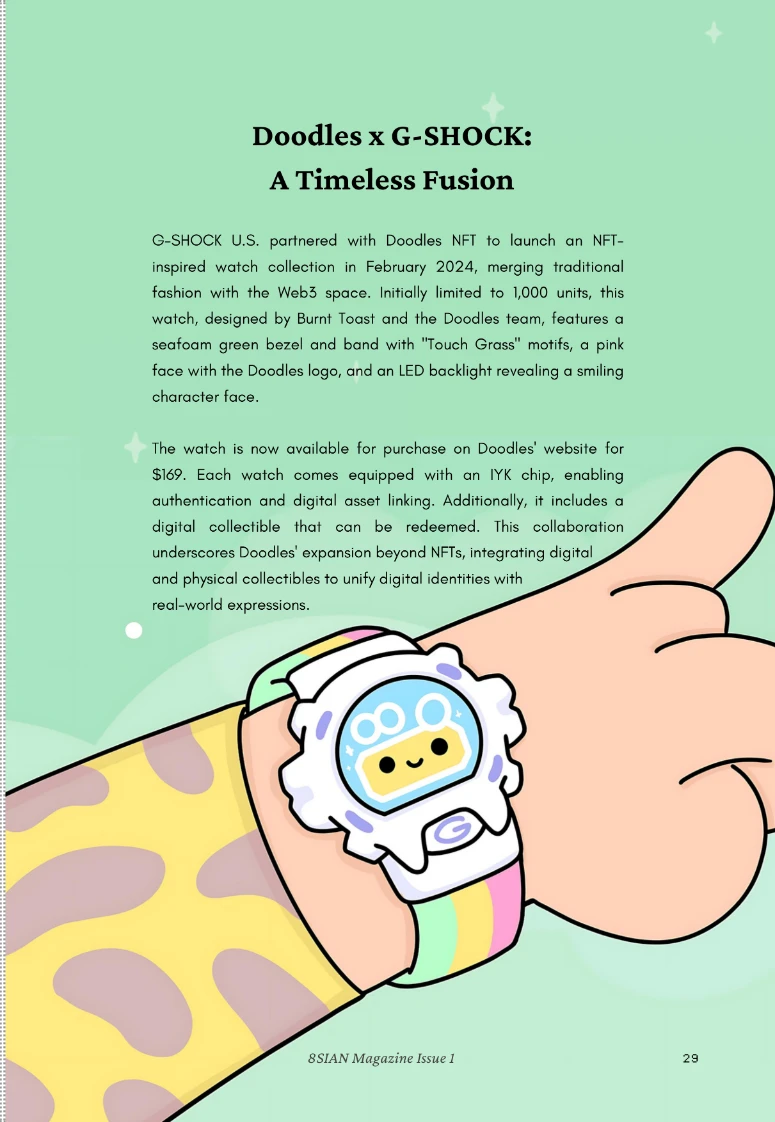 Doodles x G-SHOCK:
A Timeless Fusion
G-SHOCK U.S. partnered with Doodles NFT to launch an NFT-
inspired watch collection in February 2024, merging traditional
fashion with the Web3 space. Initially limited to 1,000 units, this
watch, designed by Burnt Toast and the Doodles team, features a
seafoam green bezel and band with "Touch Grass" motifs, a pink
face with the Doodles logo, and an LED backlight revealing a smiling
character face.
The watch is now available for purchase on Doodles' website for
$169. Each watch comes equipped with an IYK chip, enabling
authentication and digital asset linking. Additionally, it includes a
digital collectible that can be redeemed. This collaboration
underscores Doodles' expansion beyond NFTs, integrating digital
and physical collectibles to unify digital identities with
real-world expressions.
G
8SIAN Magazine Issue 1
29